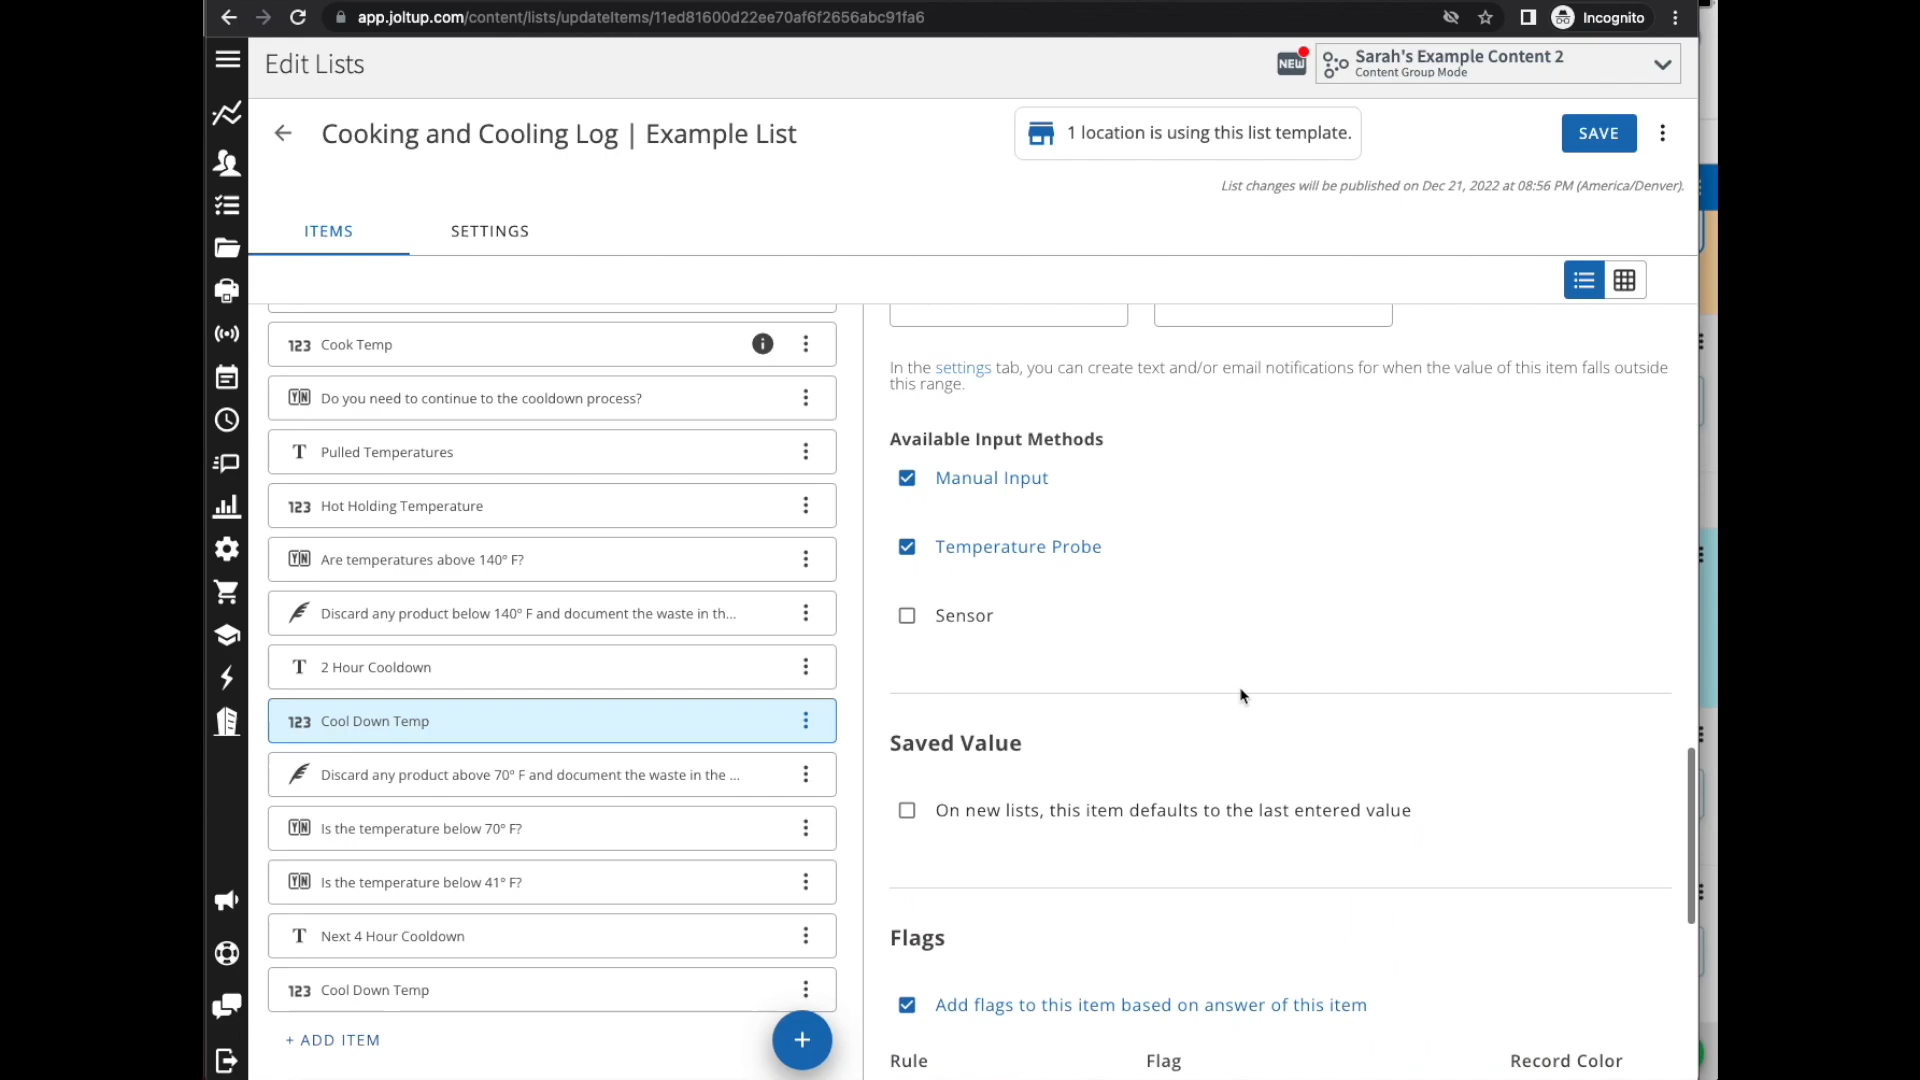 app.joltup.com/content/lists/updateItems/11ed81600d22ee70af6f2656abc91fa6
Incognito
Edit Lists
NEW
Sarah's Example Content 2
Content Group Mode
Cooking and Cooling Log | Example List
1 location is using this list template.
SAVE
List changes will be published on Dec 21, 2022 at 08:56 PM (America/Denver).
ITEMS
SETTINGS
123 Cook Temp
YN Do you need to continue to the cooldown process?
T Pulled Temperatures
123 Hot Holding Temperature
YN Are temperatures above 140° F?
Discard any product below 140° F and document the waste in th...
T 2 Hour Cooldown
123 Cool Down Temp
Discard any product above 70° F and document the waste in the ...
YN Is the temperature below 70° F?
YN Is the temperature below 41° F?
T Next 4 Hour Cooldown
123 Cool Down Temp
+ ADD ITEM
In the settings tab, you can create text and/or email notifications for when the value of this item falls outside
this range.
Available Input Methods
Manual Input
Temperature Probe
Sensor
Saved Value
On new lists, this item defaults to the last entered value
Flags
Add flags to this item based on answer of this item
Rule
Flag
Record Color